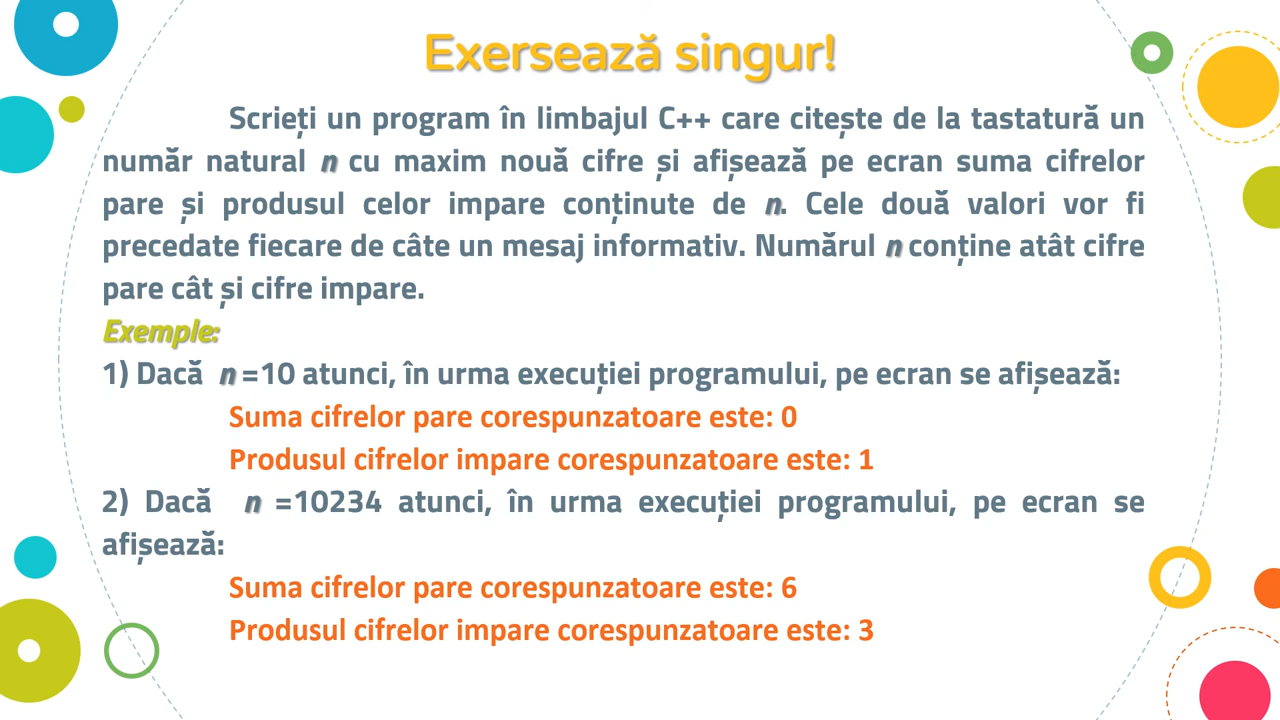 Exersează singur!
Scrieți un program în limbajul C++ care citește de la tastatură un
număr natural n cu maxim nouă cifre și afișează pe ecran suma cifrelor
pare și produsul celor impare conținute de n. Cele două valori vor fi
precedate fiecare de câte un mesaj informativ. Numărul n conține atât cifre
pare cât și cifre impare.
Exemple:
1) Dacă n =10 atunci, în urma execuției programului, pe ecran se afișează:
Suma cifrelor pare corespunzatoare este: 0
Produsul cifrelor impare corespunzatoare este: 1
2) Dacă n =10234 atunci, în urma execuției programului, pe ecran se
afișează:
Suma cifrelor pare corespunzatoare este: 6
Produsul cifrelor impare corespunzatoare este: 3